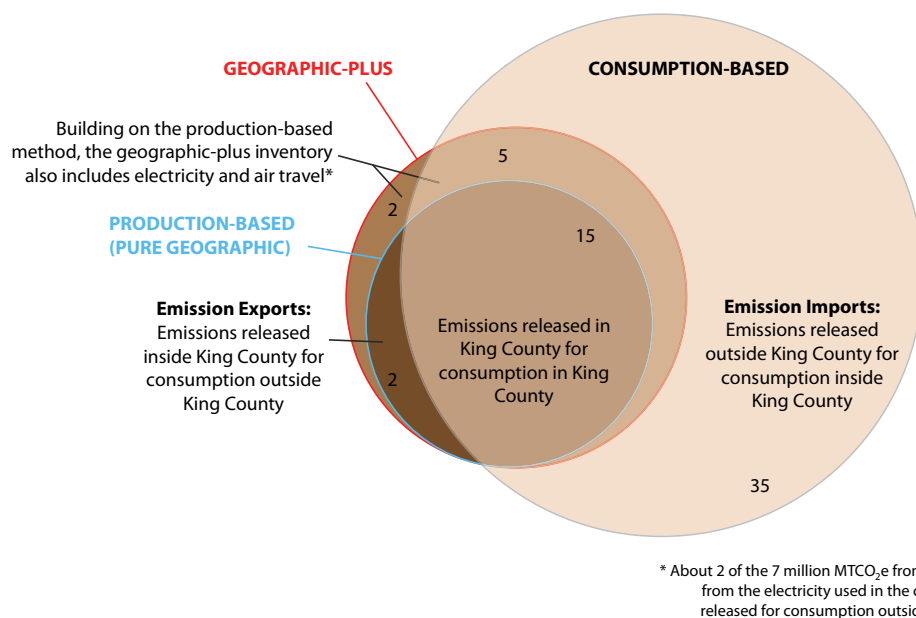 GEOGRAPHIC-PLUS
CONSUMPTION-BASED
Building on the production-based
method, the geographic-plus inventory
also includes electricity and air travel*
5
2
PRODUCTION-BASED
(PURE GEOGRAPHIC)
15
Emission Exports:
Emissions released
inside King County for
consumption outside
King County
2
Emissions released in
King County for
consumption in King
County
Emission Imports:
Emissions released
outside King County for
consumption inside
King County
35
* About 2 of the 7 million MTCO₂e from
from the electricity used in the
released for consumption